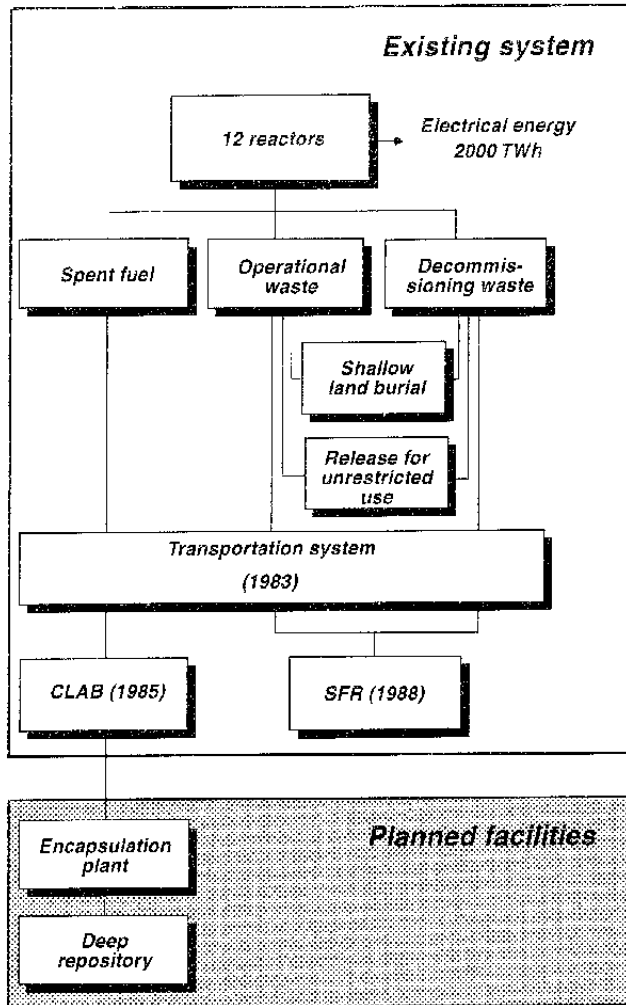 Existing system
12 reactors
Electrical energy
2000 TWh
Spent fuel
Operational
waste
Decommis-
sioning waste
Shallow
land burial
Release for
unrestricted
use
Transportation system
(1983)
CLAB (1985)
SFR (1988)
Planned facilities
Encapsulation
plant
Deep
repository